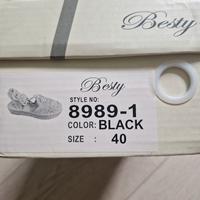 Besty
Besty
STYLE NO:
8989-1
COLOR: BLACK
SIZE : 40